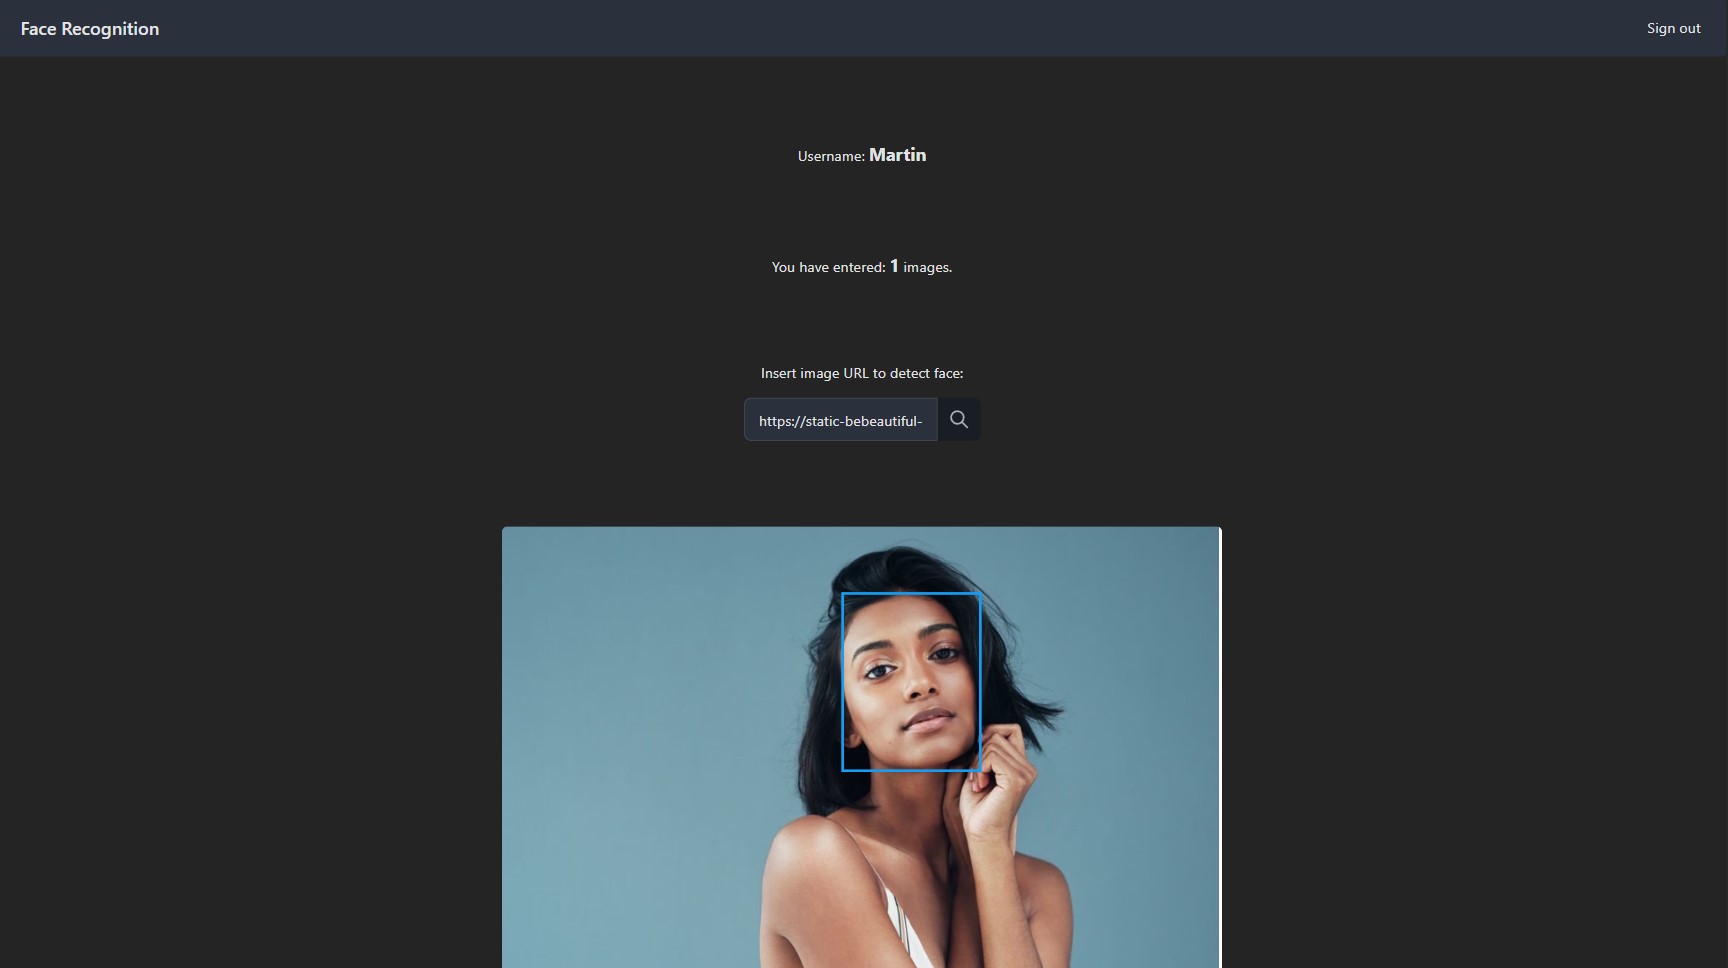 Face Recognition
Sign out
Username: Martin
You have entered: 1 images.
Insert image URL to detect face:
https://static-bebeautiful-